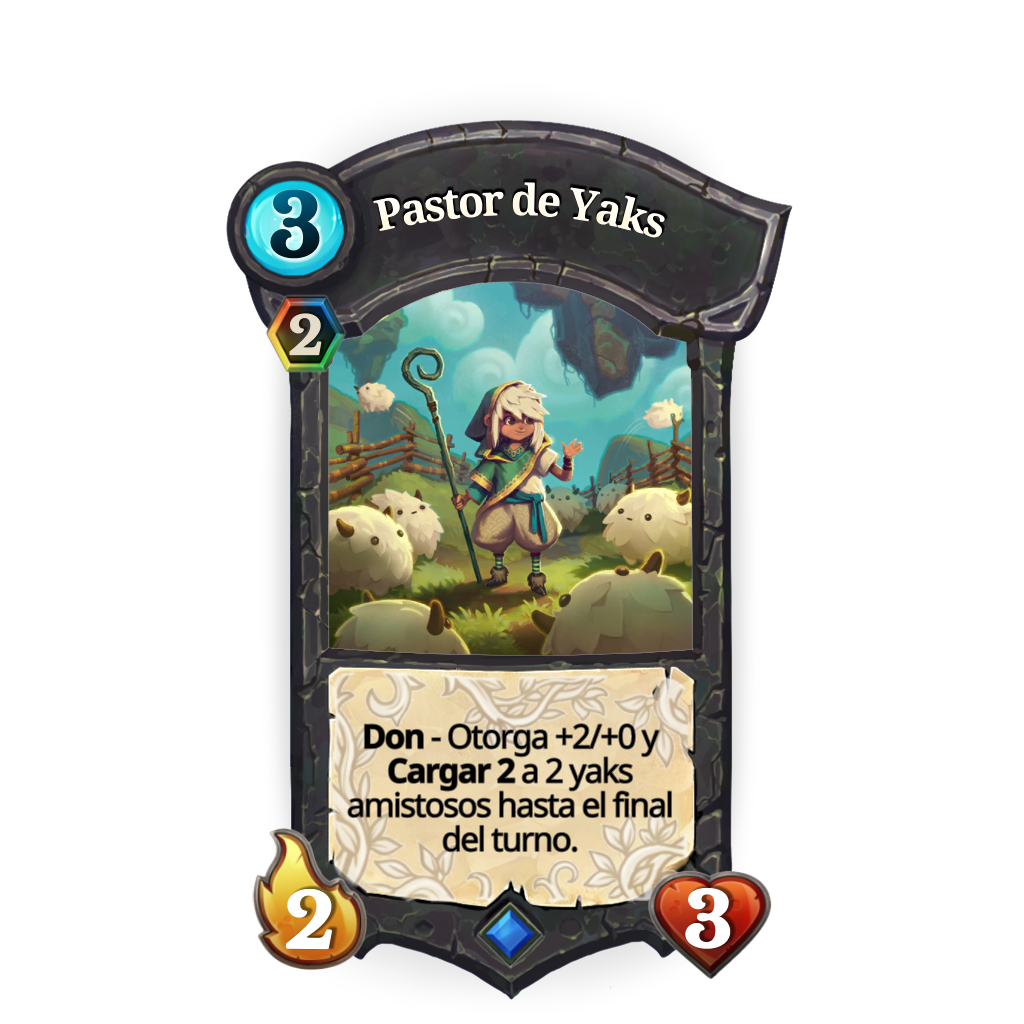 3
Pastor de Yaks
2
Don - Otorga +2/+0 y
Cargar 2 a 2 yaks
amistosos hasta el final
del turno.
2
3